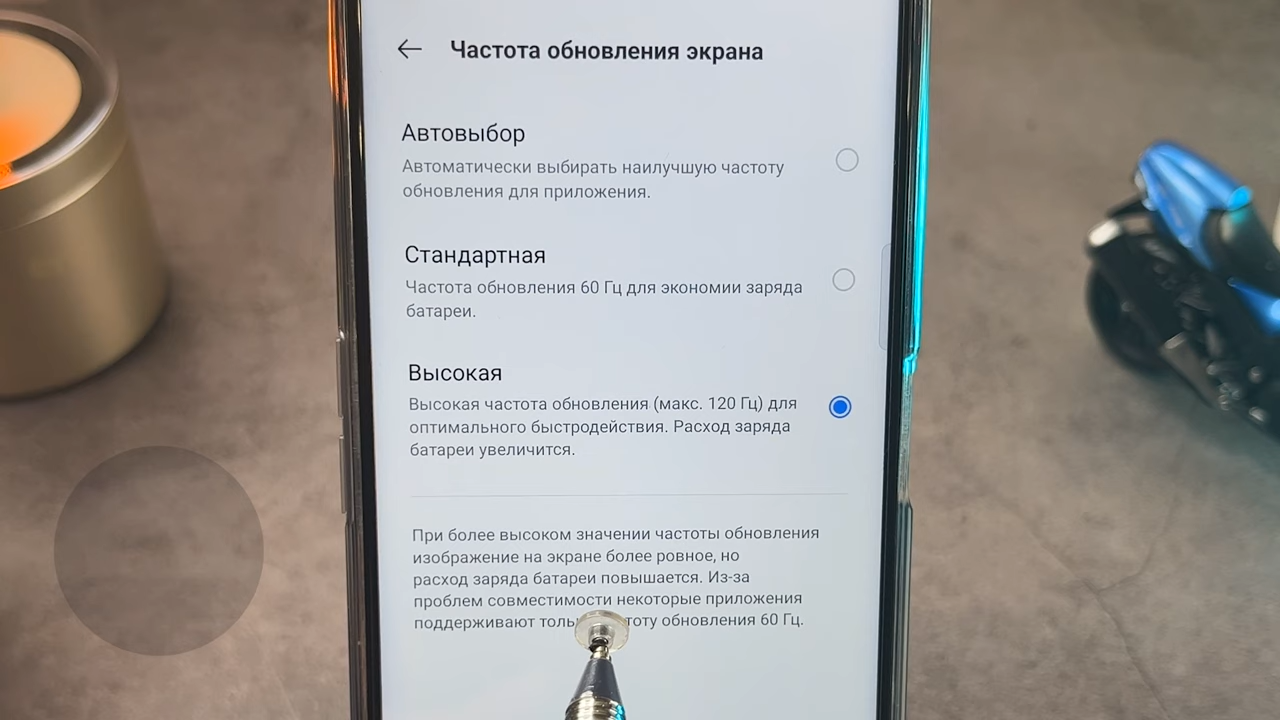 Частота обновления экрана
Автовыбор
Автоматически выбирать наилучшую частоту
обновления для приложения.
Стандартная
Частота обновления 60 Гц для экономии заряда
батареи.
Высокая
Высокая частота обновления (макс. 120 Гц) для
оптимального быстродействия. Расход заряда
батареи увеличится.
При более высоком значении частоты обновления
изображение на экране более ровное, но
расход заряда батареи повышается. Из-за
проблем совместимости некоторые приложения
поддерживают обновления 60 Гц.